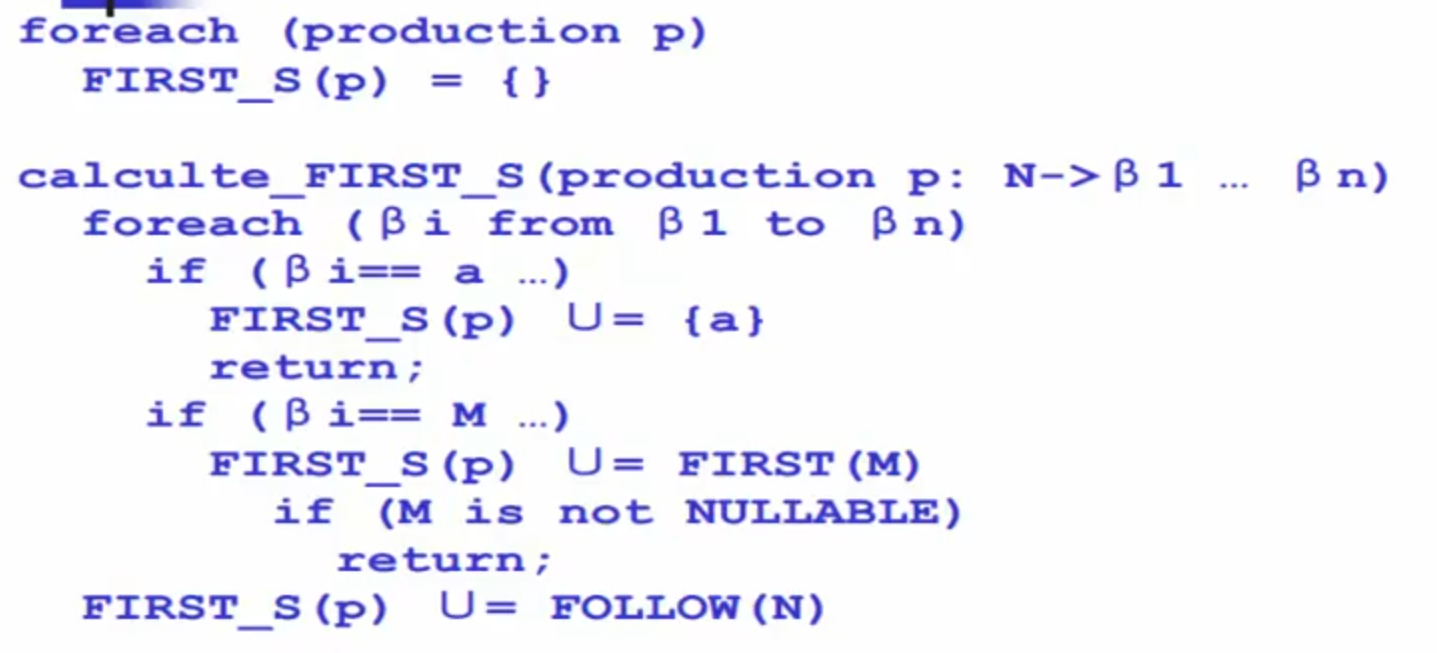 foreach (production p)
  FIRST_S(p) = {}

calculte_FIRST_S(production p: N->β1 … βn)
  foreach (βi from β1 to βn)
    if (βi== a …)
      FIRST_S(p) ∪= {a}
      return;
    if (βi== M …)
      FIRST_S(p) ∪= FIRST(M)
        if (M is not NULLABLE)
          return;
  FIRST_S(p) ∪= FOLLOW(N)